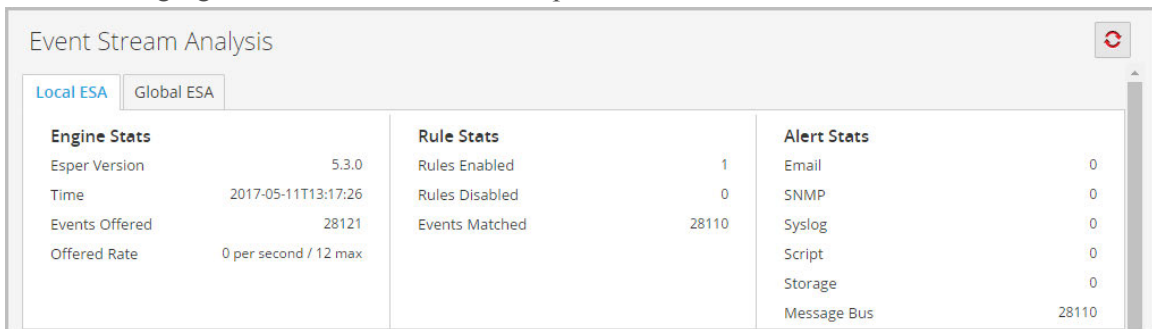 Event Stream Analysis
Local ESA Global ESA
Engine Stats Rule Stats Alert Stats
Esper Version 5.3.0 Rules Enabled 1 Email 0
Time 2017-05-11T13:17:26 Rules Disabled 0 SNMP 0
Events Offered 28121 Events Matched 28110 Syslog 0
Offered Rate 0 per second / 12 max Script 0
Storage 0
Message Bus 28110